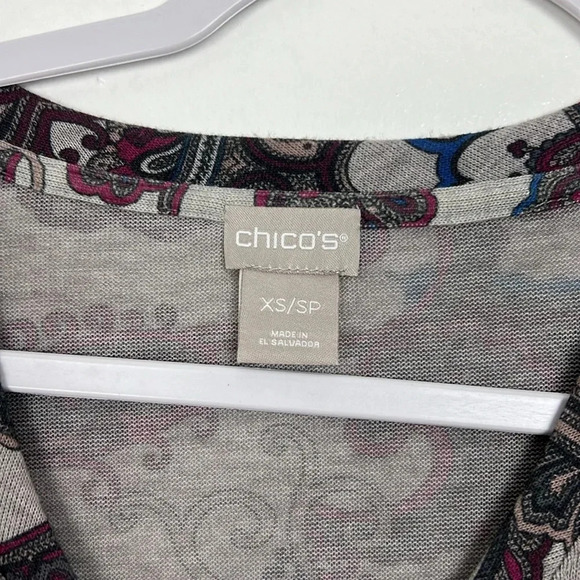 chico's®
XS/SP
MADE IN
EL SALVADOR